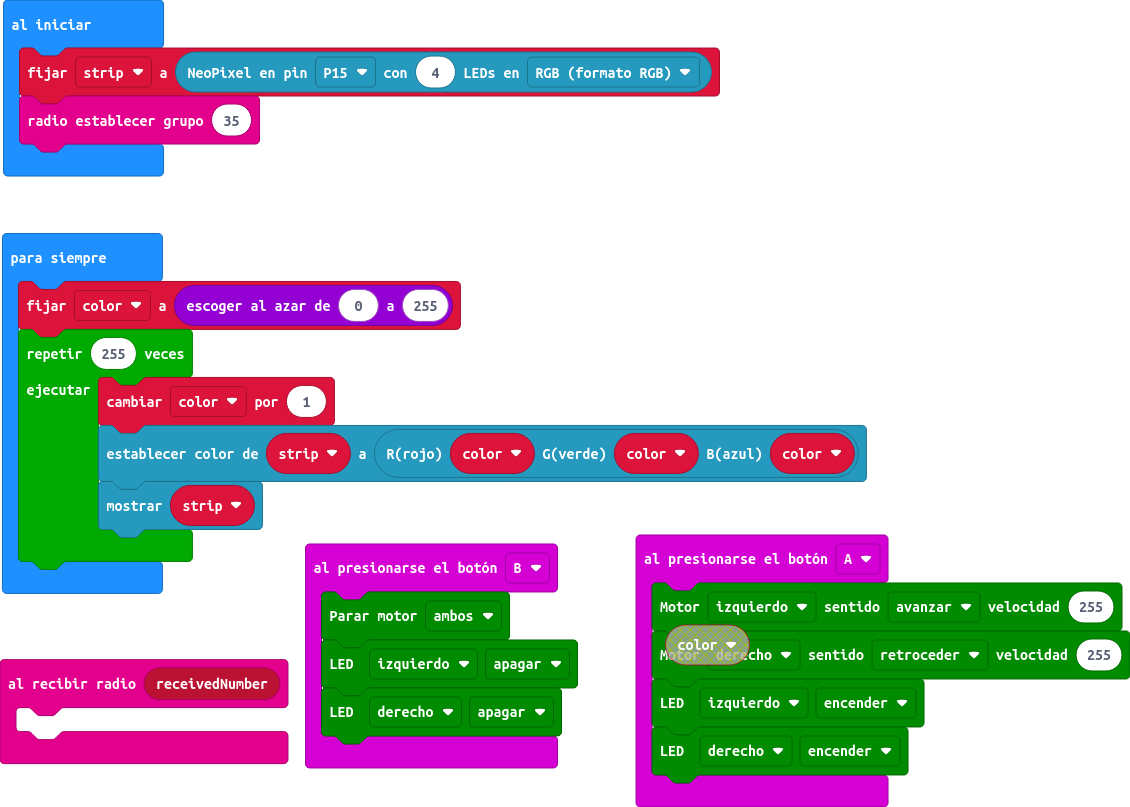 al iniciar
fijar strip a NeoPixel en pin P15 con 4 LEDs en RGB (formato RGB)
radio establecer grupo 35
para siempre
fijar color a escoger al azar de 0 a 255
repetir 255 veces
ejecutar
cambiar color por 1
establecer color de strip a R(rojo) color G(verde) color B(azul) color
mostrar strip
al presionarse el botón B
Parar motor ambos
LED izquierdo apagar
LED derecho apagar
al presionarse el botón A
Motor izquierdo sentido avanzar velocidad 255
color
Motor derecho sentido retroceder velocidad 255
LED izquierdo encender
LED derecho encender
al recibir radio receivedNumber